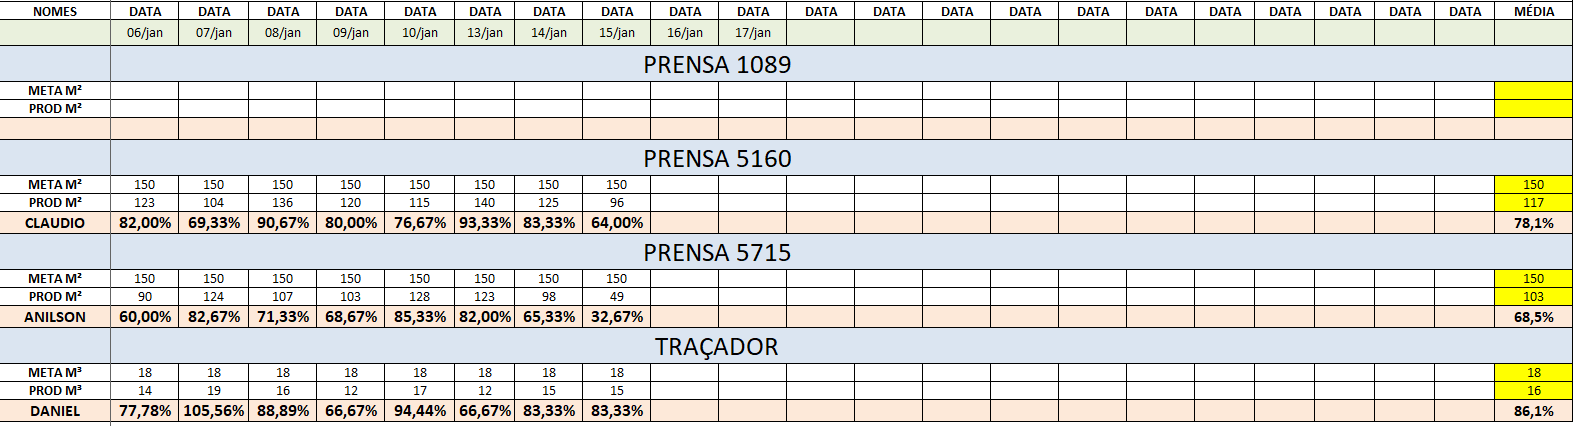 NOMES DATA DATA DATA DATA DATA DATA DATA DATA DATA DATA DATA DATA DATA DATA DATA DATA DATA DATA DATA DATA DATA MÉDIA
06/jan 07/jan 08/jan 09/jan 10/jan 13/jan 14/jan 15/jan 16/jan 17/jan
PRENSA 1089
META M²
PROD M²
PRENSA 5160
META M² 150 150 150 150 150 150 150 150 150
PROD M² 123 104 136 120 115 140 125 96 117
CLAUDIO 82,00% 69,33% 90,67% 80,00% 76,67% 93,33% 83,33% 64,00% 78,1%
PRENSA 5715
META M² 150 150 150 150 150 150 150 150 150
PROD M² 90 124 107 103 128 123 98 49 103
ANILSON 60,00% 82,67% 71,33% 68,67% 85,33% 82,00% 65,33% 32,67% 68,5%
TRAÇADOR
META M³ 18 18 18 18 18 18 18 18 18
PROD M³ 14 19 16 12 17 12 15 15 16
DANIEL 77,78% 105,56% 88,89% 66,67% 94,44% 66,67% 83,33% 83,33% 86,1%